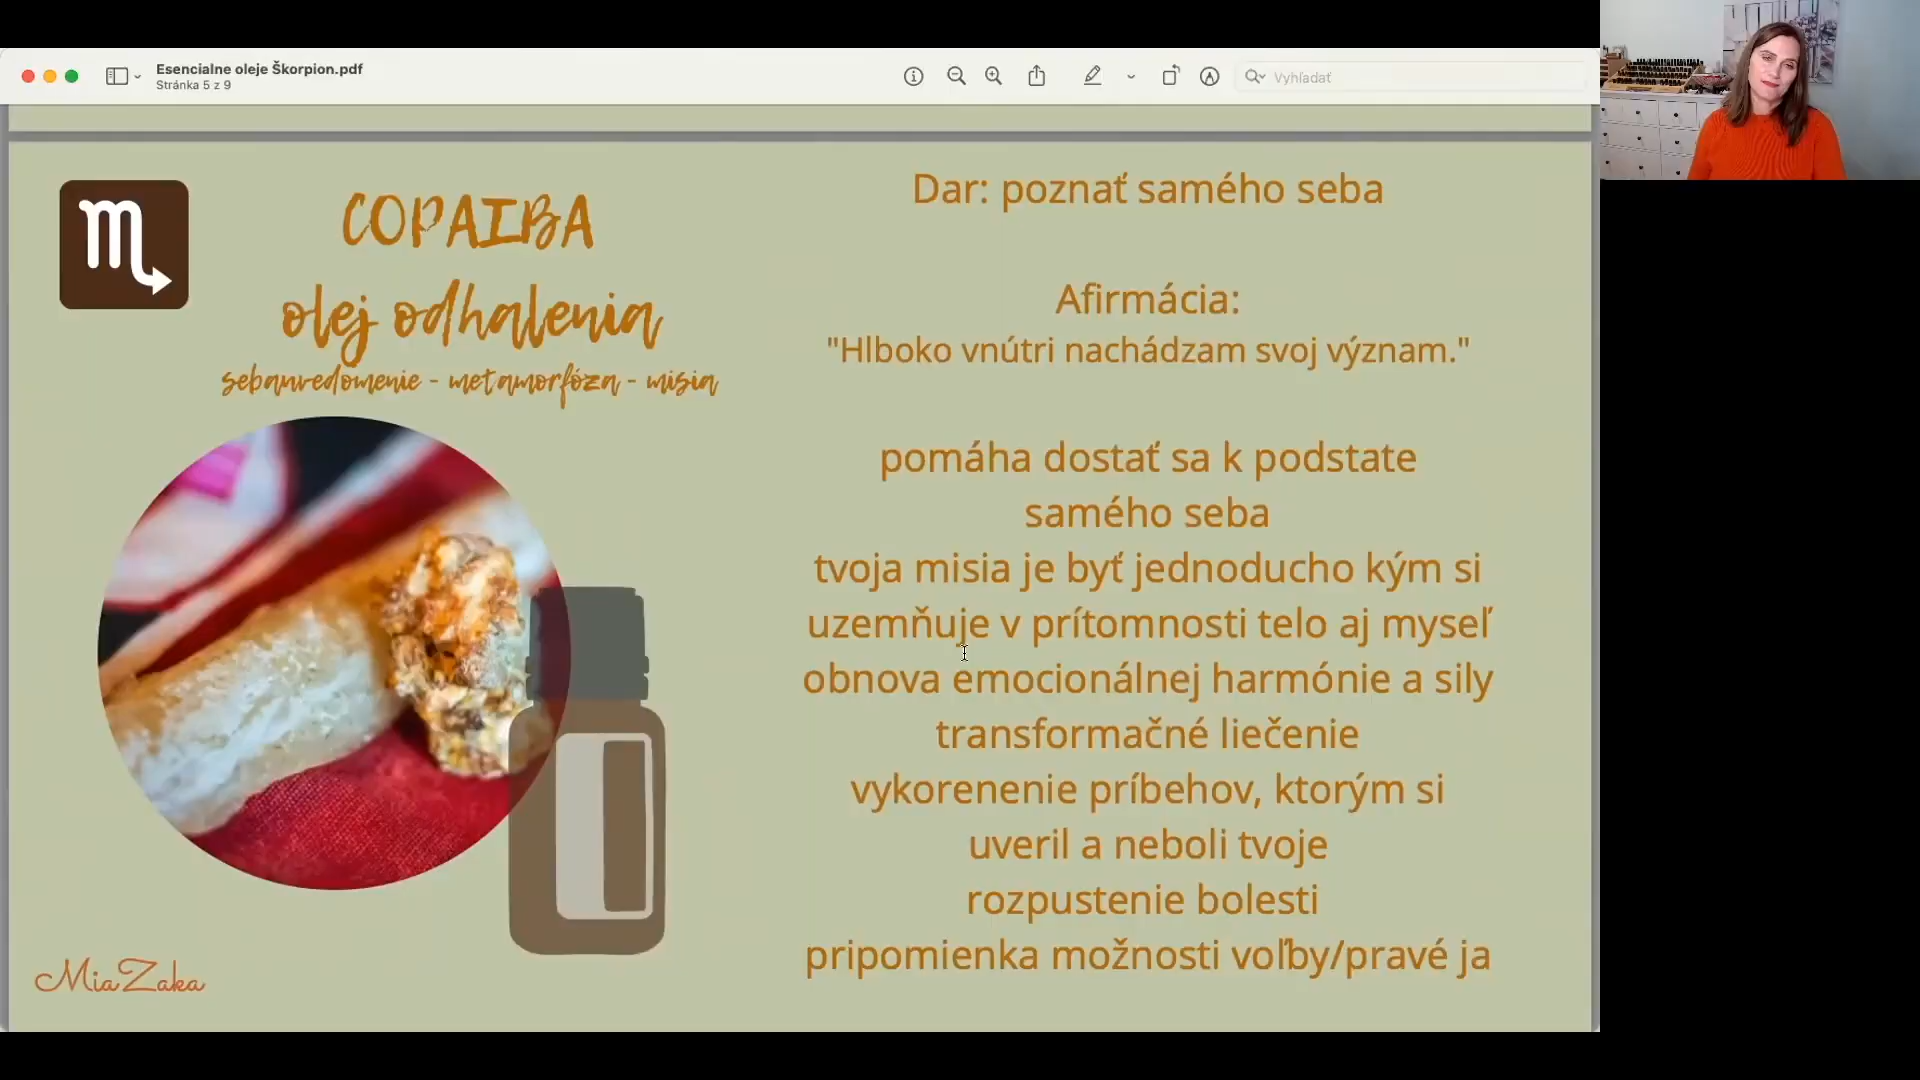 Esencialne oleje Škorpion.pdf
Stránka 5 z 9
Vyhľadať
COPAIBA
olej odhalenia
sebauvedomenie - metamorfóza - misia
Dar: poznať samého seba
Afirmácia:
"Hlboko vnútri nachádzam svoj význam."
pomáha dostať sa k podstate
samého seba
tvoja misia je byť jednoducho kým si
uzemňuje v prítomnosti telo aj myseľ
obnova emocionálnej harmónie a sily
transformačné liečenie
vykorenenie príbehov, ktorým si
uveril a neboli tvoje
rozpustenie bolesti
pripomienka možnosti voľby/pravé ja
MiaZaka